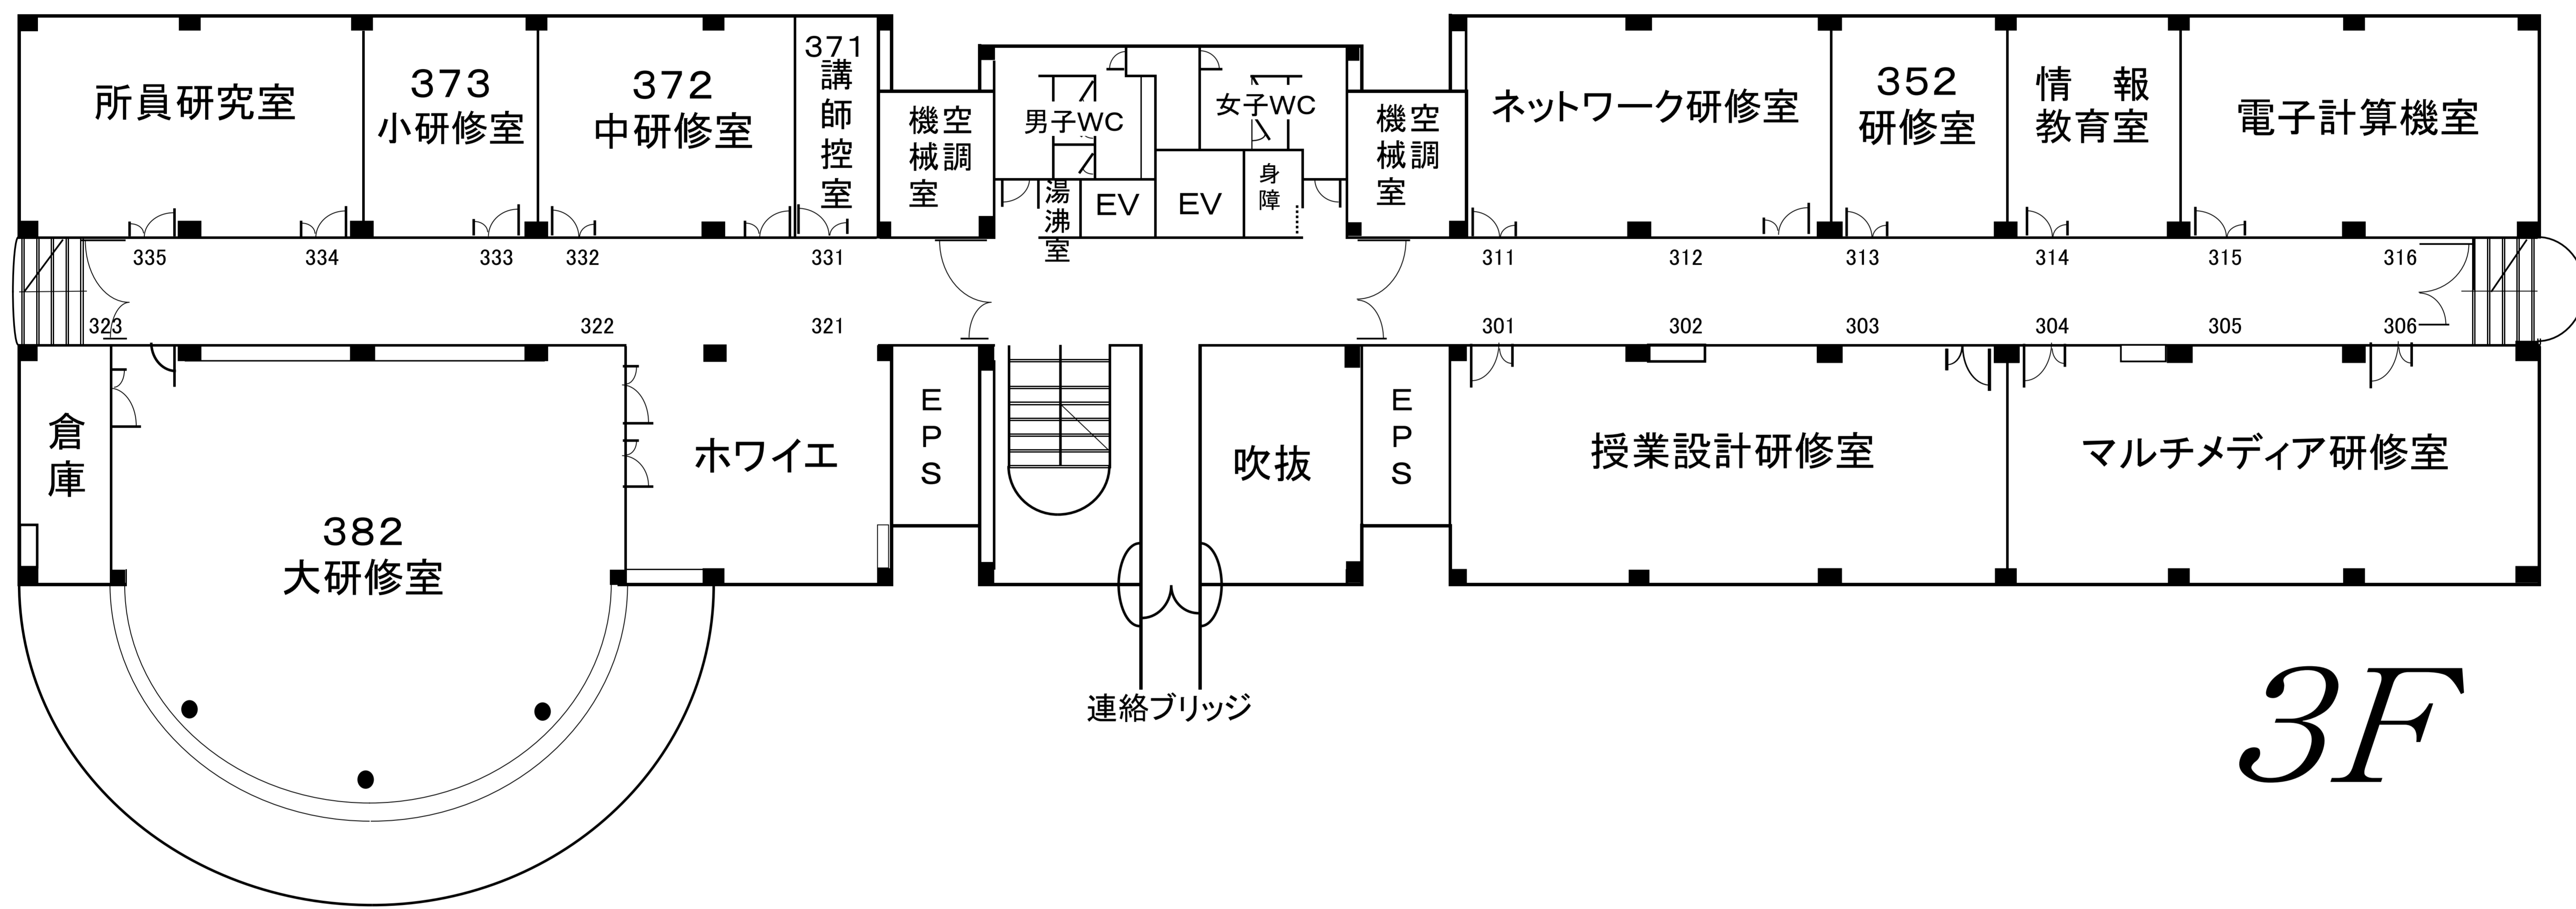 所員研究室
373
小研修室
372
中研修室
371
講師控室
空調
機械室
男子WC
女子WC
湯沸室
EV
EV
身障
空調
機械室
ネットワーク研修室
352
研修室
情　報
教育室
電子計算機室
335
334
333
332
331
311
312
313
314
315
316
323
322
321
301
302
303
304
305
306
倉庫
382
大研修室
ホワイエ
EPS
吹抜
EPS
授業設計研修室
マルチメディア研修室
連絡ブリッジ
3F